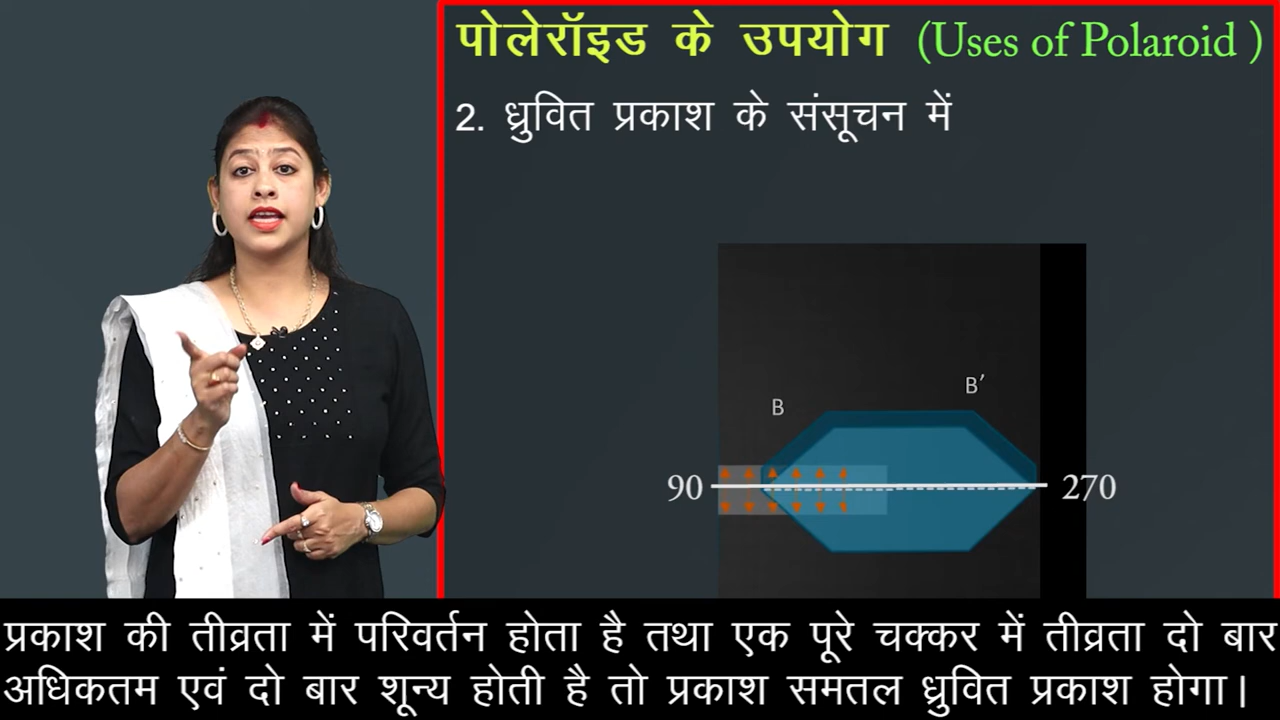 पोलेरॉइड के उपयोग (Uses of Polaroid )
2. ध्रुवित प्रकाश के संसूचन में
B′
B
90
270
प्रकाश की तीव्रता में परिवर्तन होता है तथा एक पूरे चक्कर में तीव्रता दो बार
अधिकतम एवं दो बार शून्य होती है तो प्रकाश समतल ध्रुवित प्रकाश होगा।